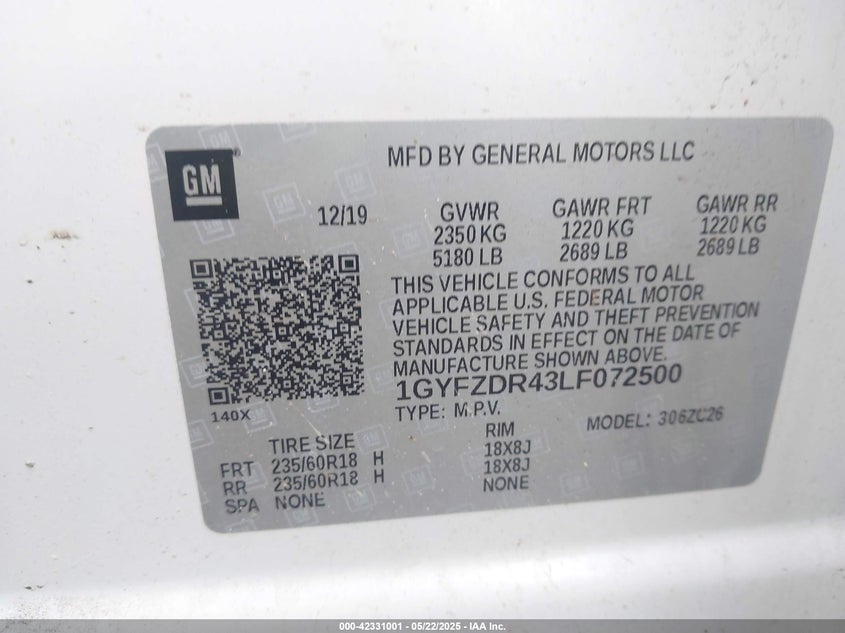 GM
MFD BY GENERAL MOTORS LLC
12/19
GVWR
2350 KG
5180 LB
GAWR FRT
1220 KG
2689 LB
GAWR RR
1220 KG
2689 LB
THIS VEHICLE CONFORMS TO ALL
APPLICABLE U.S. FEDERAL MOTOR
VEHICLE SAFETY AND THEFT PREVENTION
STANDARDS IN EFFECT ON THE DATE OF
MANUFACTURE SHOWN ABOVE.
1GYFZDR43LF072500
TYPE: M.P.V.
MODEL: 306ZC26
140X
TIRE SIZE
RIM
FRT 235/60R18 H 18X8J
RR 235/60R18 H 18X8J
SPA NONE NONE
000-42331001 - 05/22/2025 - IAA Inc.